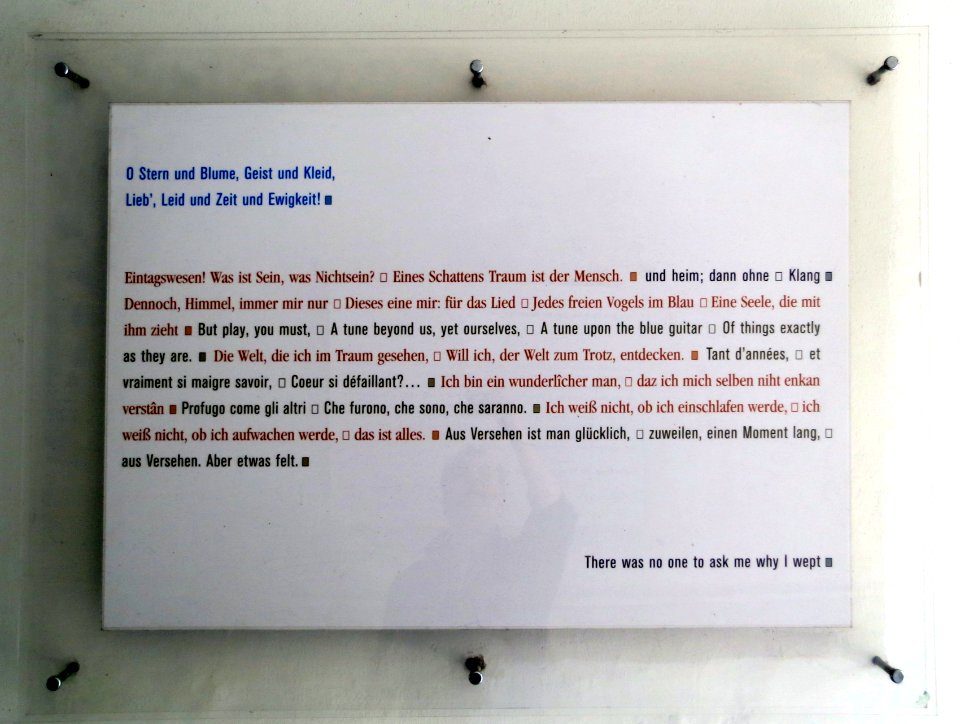 O Stern und Blume, Geist und Kleid,
Lieb', Leid und Zeit und Ewigkeit! ■
Eintagswesen! Was ist Sein, was Nichtsein? □ Eines Schattens Traum ist der Mensch. ■ und heim; dann ohne □ Klang ■
Dennoch, Himmel, immer mir nur □ Dieses eine mir: für das Lied □ Jedes freien Vogels im Blau □ Eine Seele, die mit
ihm zieht ■ But play, you must, □ A tune beyond us, yet ourselves, □ A tune upon the blue guitar □ Of things exactly
as they are. ■ Die Welt, die ich im Traum gesehen, □ Will ich, der Welt zum Trotz, entdecken. ■ Tant d'années, □ et
vraiment si maigre savoir, □ Coeur si défaillant?... ■ Ich bin ein wunderlîcher man, □ daz ich mich selben niht enkan
verstân ■ Profugo come gli altri □ Che furono, che sono, che saranno. ■ Ich weiß nicht, ob ich einschlafen werde, □ ich
weiß nicht, ob ich aufwachen werde, □ das ist alles. ■ Aus Versehen ist man glücklich, □ zuweilen, einen Moment lang, □
aus Versehen. Aber etwas felt. ■
There was no one to ask me why I wept ■